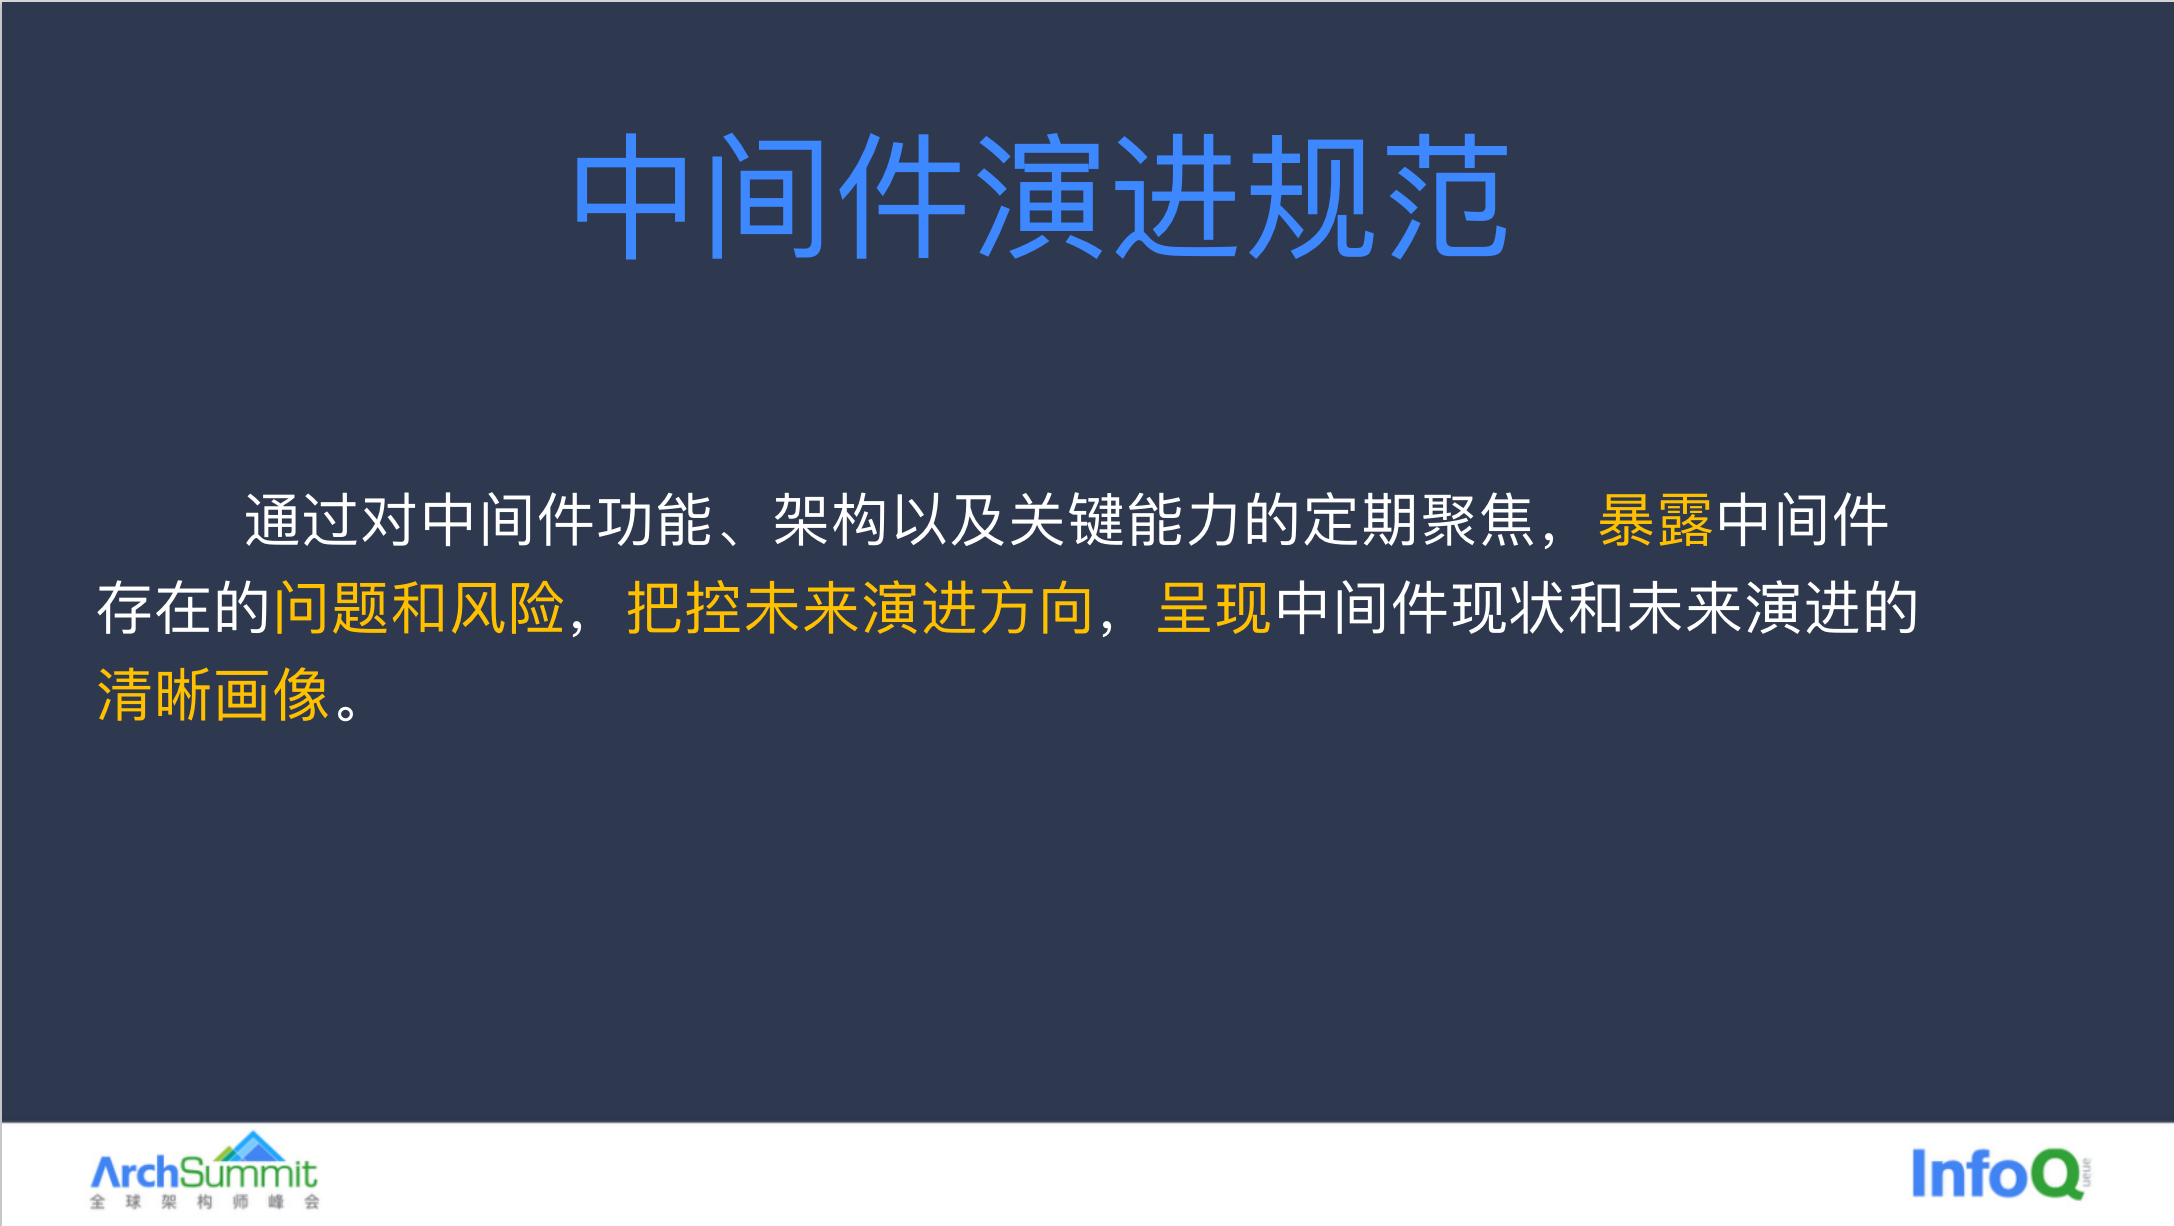 中间件演进规范
通过对中间件功能、架构以及关键能力的定期聚焦，暴露中间件
存在的问题和风险，把控未来演进方向，呈现中间件现状和未来演进的
清晰画像。
ArchSummit
全球架构师峰会
InfoQ
ueue